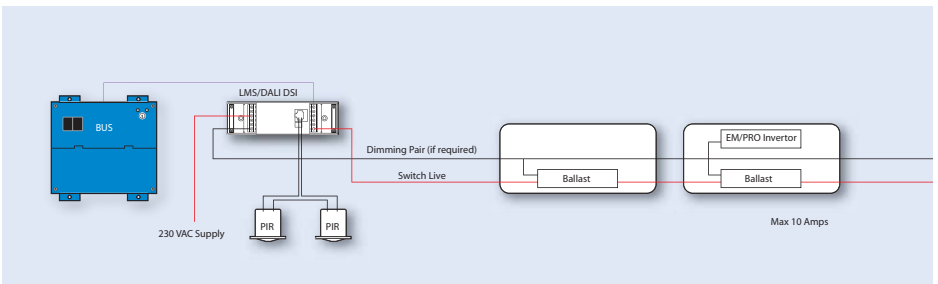 LMS/DALI DSI
BUS
EM/PRO Invertor
Dimming Pair (if required)
Switch Live
Ballast
Ballast
PIR
PIR
Max 10 Amps
230 VAC Supply